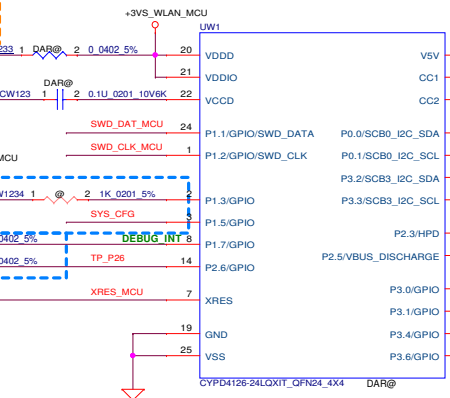 +3VS_WLAN_MCU
UW1
233 1 DAR@ 2 0_0402_5% 20 VDDD V5V
21 VDDIO CC1
DAR@
CW123 1 2 0.1U_0201_10V6K 22 VCCD CC2
SWD_DAT_MCU 24 P1.1/GPIO/SWD_DATA P0.0/SCB0_I2C_SDA
SWD_CLK_MCU 1 P1.2/GPIO/SWD_CLK P0.1/SCB0_I2C_SCL
MCU
P3.2/SCB3_I2C_SDA
W1234 1 @ 2 1K_0201_5% 2 P1.3/GPIO P3.3/SCB3_I2C_SCL
SYS_CFG 3 P1.5/GPIO
P2.3/HPD
0402_5% DEBUG_INT 8 P1.7/GPIO
P2.5/VBUS_DISCHARGE
0402_5% TP_P26 14 P2.6/GPIO
P3.0/GPIO
XRES_MCU 7 XRES
P3.1/GPIO
19 GND P3.4/GPIO
25 VSS P3.6/GPIO
CYPD4126-24LQXIT_QFN24_4X4 DAR@